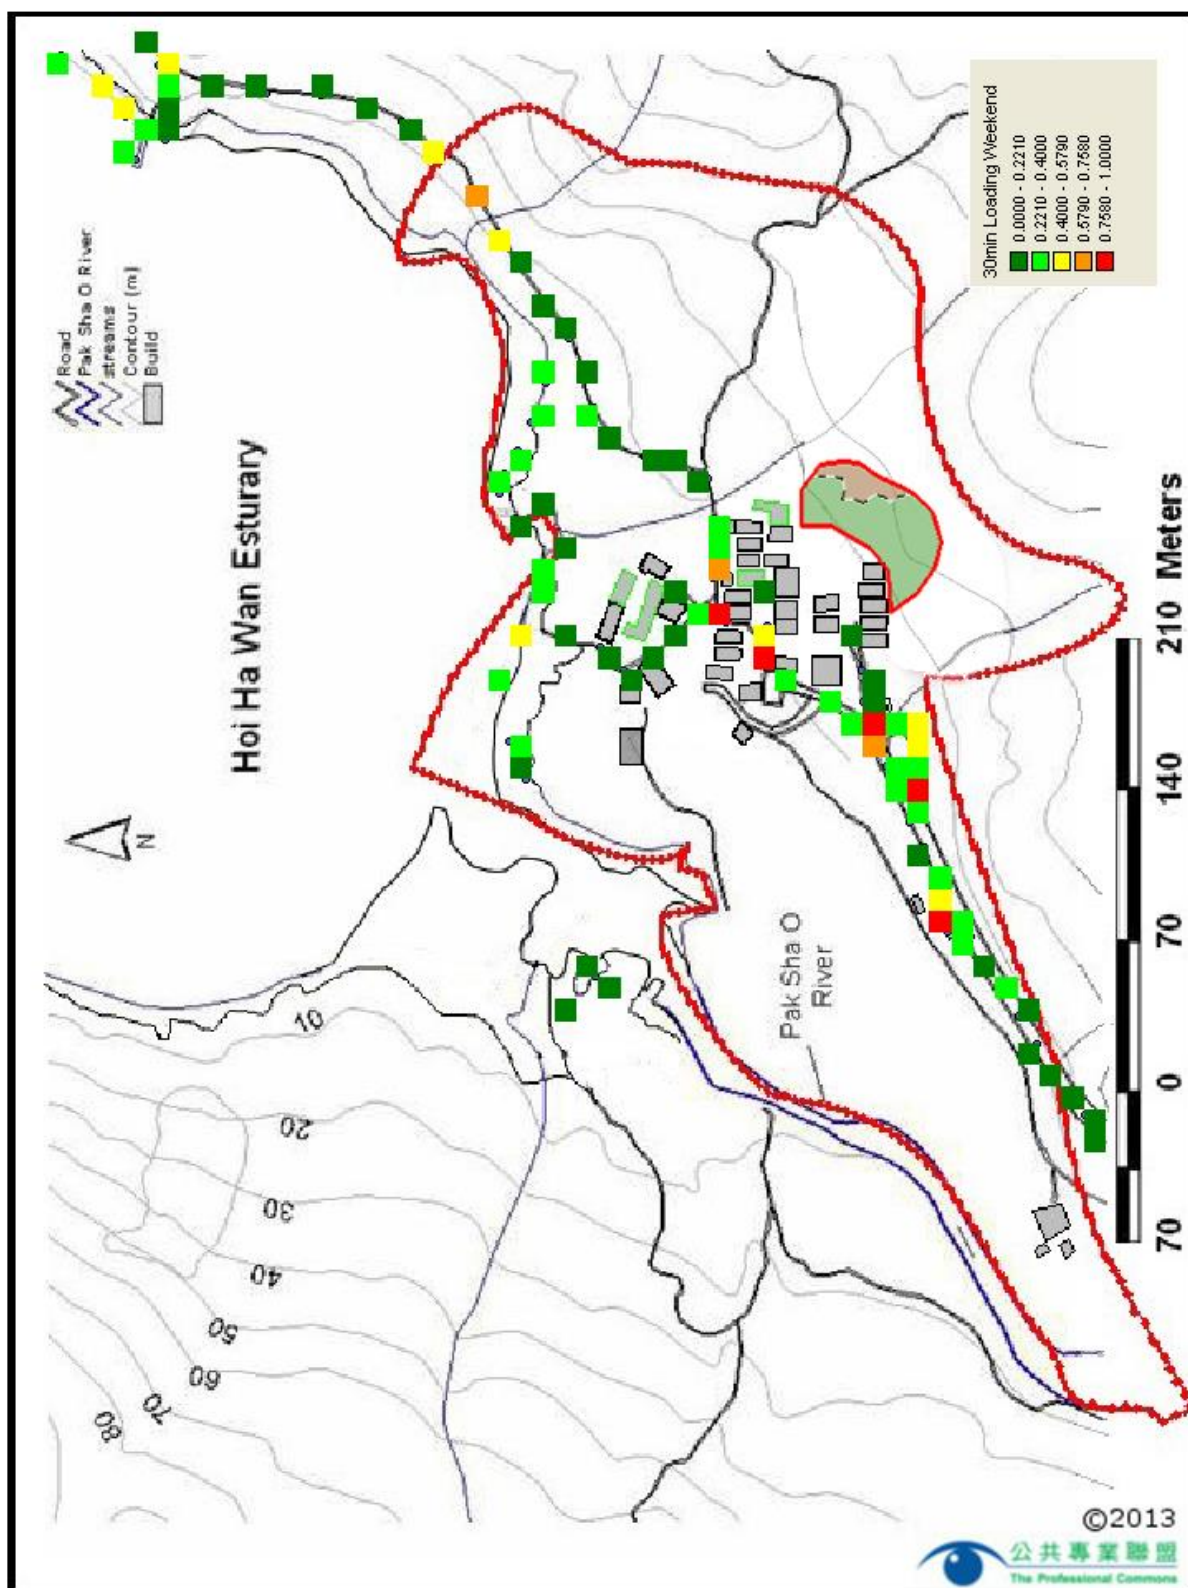 Road
Pak Sha O River
streams
Contour (m)
Build
Hoi Ha Wan Esturary
N
30min Loading Weekend
0.0000 - 0.2210
0.2210 - 0.4000
0.4000 - 0.5790
0.5790 - 0.7580
0.7580 - 1.0000
10
20
30
40
50
60
70
80
Pak Sha O
River
70 0 70 140 210 Meters
©2013
公共專業聯盟
The Professional Commons